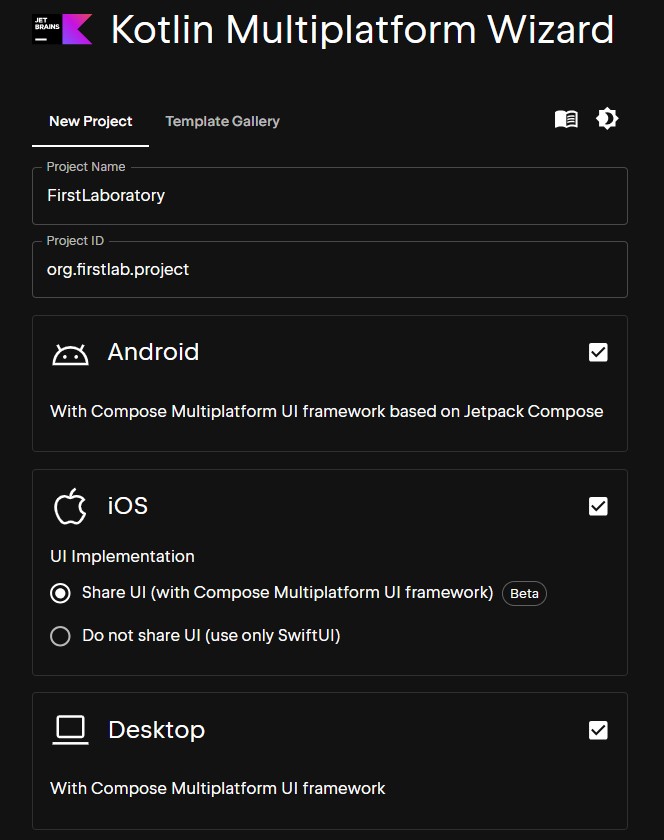 JET
BRAINS
Kotlin Multiplatform Wizard
New Project
Template Gallery
Project Name
FirstLaboratory
Project ID
org.firstlab.project
Android
With Compose Multiplatform UI framework based on Jetpack Compose
iOS
UI Implementation
Share UI (with Compose Multiplatform UI framework) Beta
Do not share UI (use only SwiftUI)
Desktop
With Compose Multiplatform UI framework